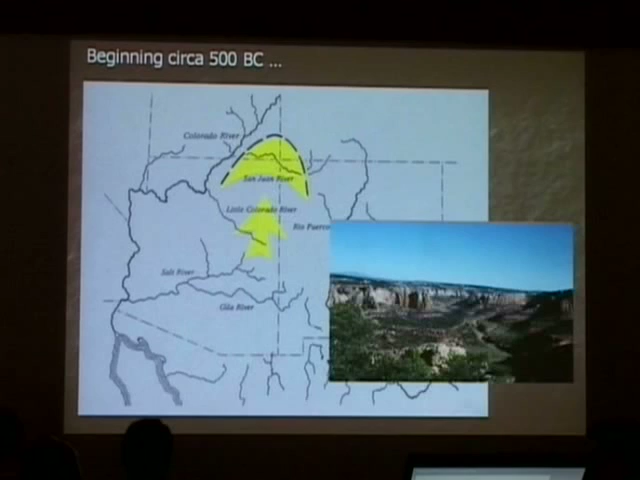 Beginning circa 500 BC ...
Colorado River
San Juan River
Little Colorado River
Rio Puerco
Salt River
Gila River